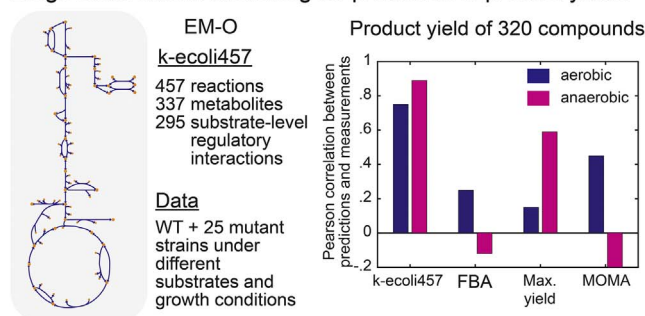 EM-O
k-ecoli457
457 reactions
337 metabolites
295 substrate-level
regulatory
interactions
Data
WT + 25 mutant
strains under
different
substrates and
growth conditions
Product yield of 320 compounds
Pearson correlation between
predictions and measurements
1
.8
.6
.4
.2
0
-.2
aerobic
anaerobic
k-ecoli457
FBA
Max.
yield
MOMA